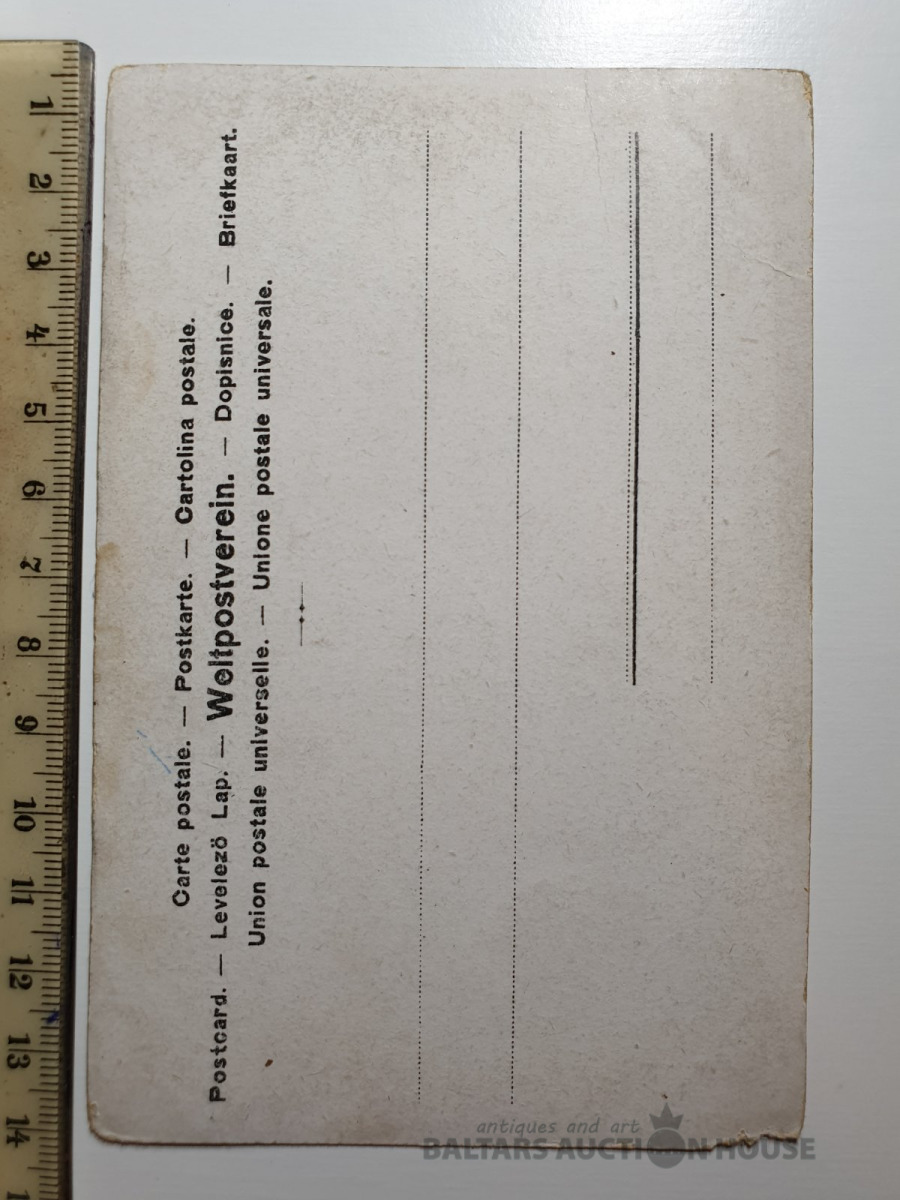 Carte postale. — Postkarte. — Cartolina postale.
Postcard. — Levelezö Lap. — Weltpostverein. — Dopisnice. — Briefkaart.
Union postale universelle. — Unione postale universale.
1 2 3 4 5 6 7 8 9 10 11 12 13 14
antiques and art
BALTARS AUCTION HOUSE